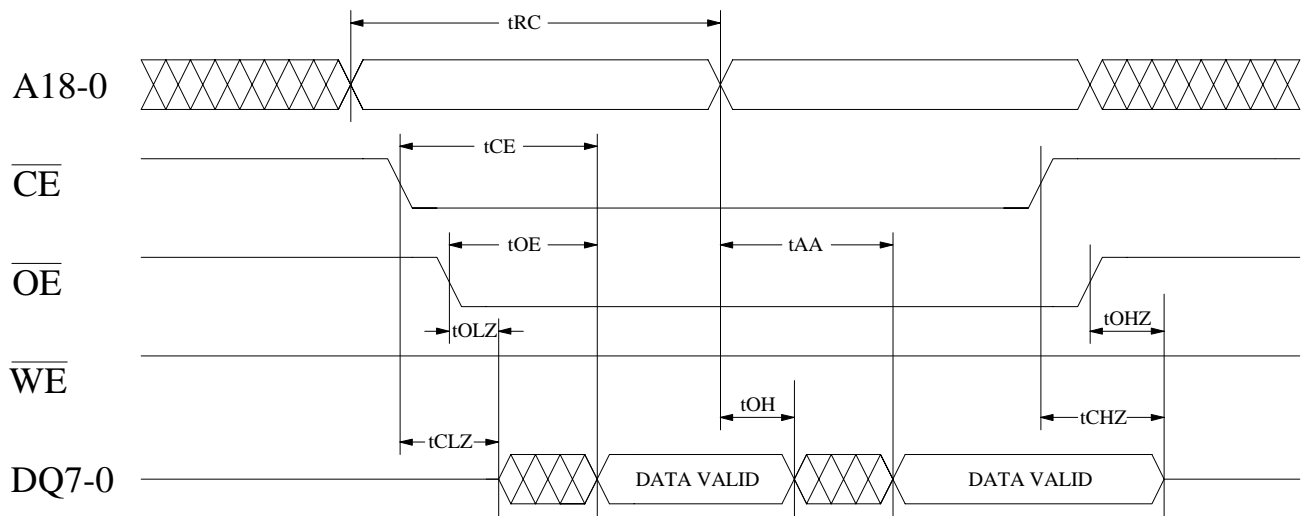 tRC
A18-0
tCE
CE
tOE
tAA
OE
tOLZ
tOHZ
WE
tOH
tCHZ
tCLZ
DQ7-0
DATA VALID
DATA VALID